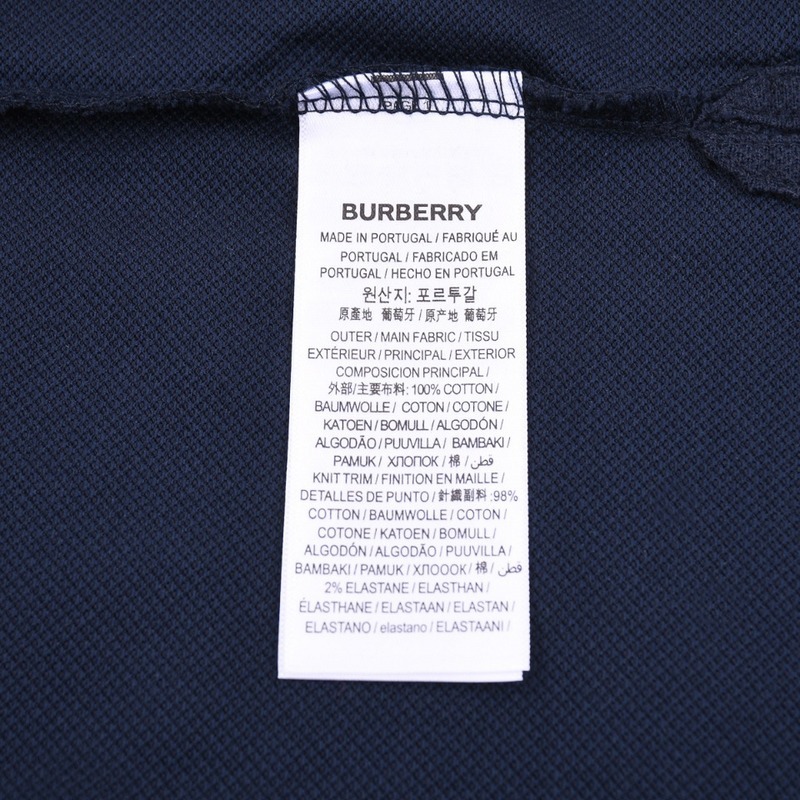 PAGE 1
BURBERRY
MADE IN PORTUGAL / FABRIQUÉ AU
PORTUGAL / FABRICADO EM
PORTUGAL / HECHO EN PORTUGAL
원산지: 포르투갈
原產地 葡萄牙 / 原产地 葡萄牙
OUTER / MAIN FABRIC / TISSU
EXTÉRIEUR / PRINCIPAL / EXTERIOR
COMPOSICION PRINCIPAL /
外部/主要布料: 100% COTTON /
BAUMWOLLE / COTON / COTONE /
KATOEN / BOMULL / ALGODÓN /
ALGODÃO / PUUVILLA / BAMBAKI /
PAMUK / ХЛОПОК / 棉 / قطن /
KNIT TRIM / FINITION EN MAILLE /
DETALLES DE PUNTO / 針織副料 :98%
COTTON / BAUMWOLLE / COTON /
COTONE / KATOEN / BOMULL /
ALGODÓN / ALGODÃO / PUUVILLA /
BAMBAKI / PAMUK / ХЛОООК / 棉 / قطن /
2% ELASTANE / ELASTHAN /
ÉLASTHANE / ELASTAAN / ELASTAN /
ELASTANO / elastano / ELASTAANI /